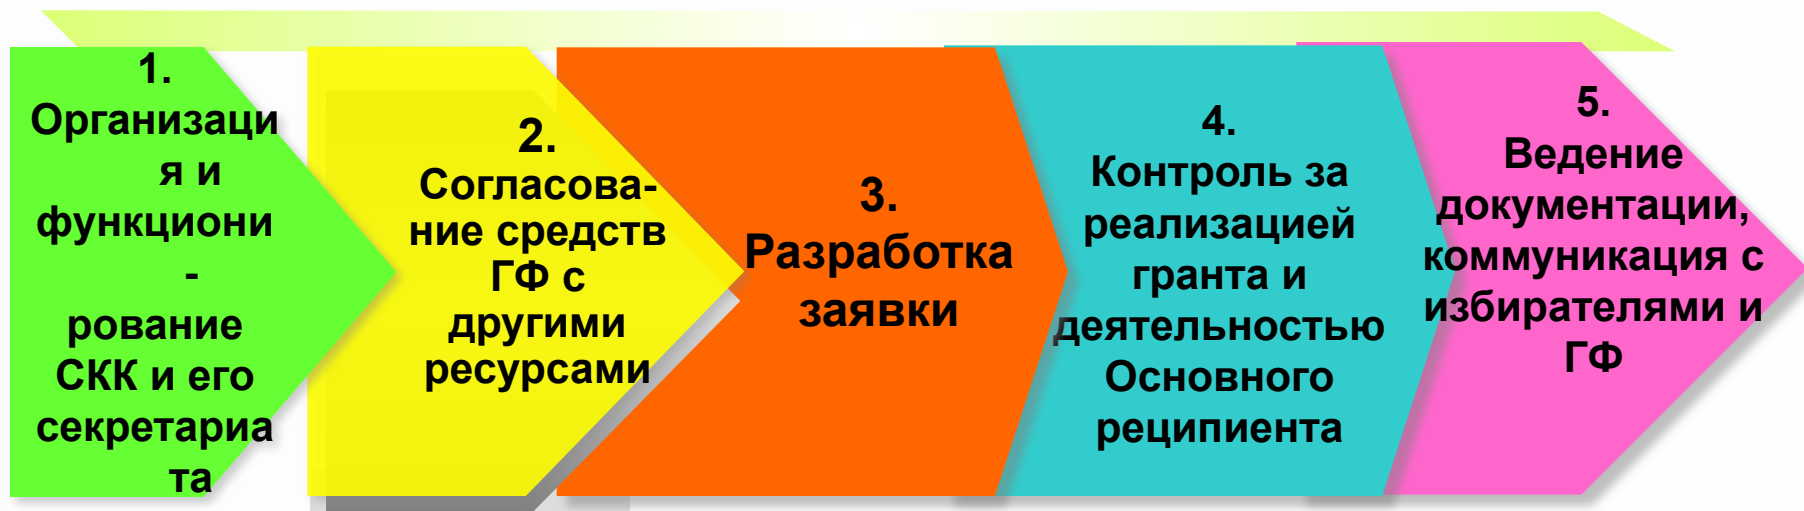 1.
Организаци
я и
функциони
-
рование
СКК и его
секретариа
та
2.
Согласова-
ние средств
ГФ с
другими
ресурсами
3.
Разработка
заявки
4.
Контроль за
реализацией
гранта и
деятельностью
Основного
реципиента
5.
Ведение
документации,
коммуникация с
избирателями и
ГФ